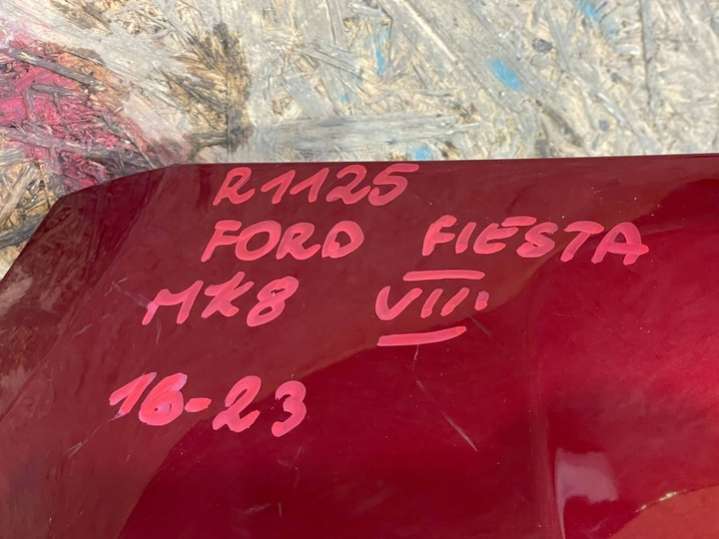 R1125
FORD FIESTA
MK8 VIII
16-23